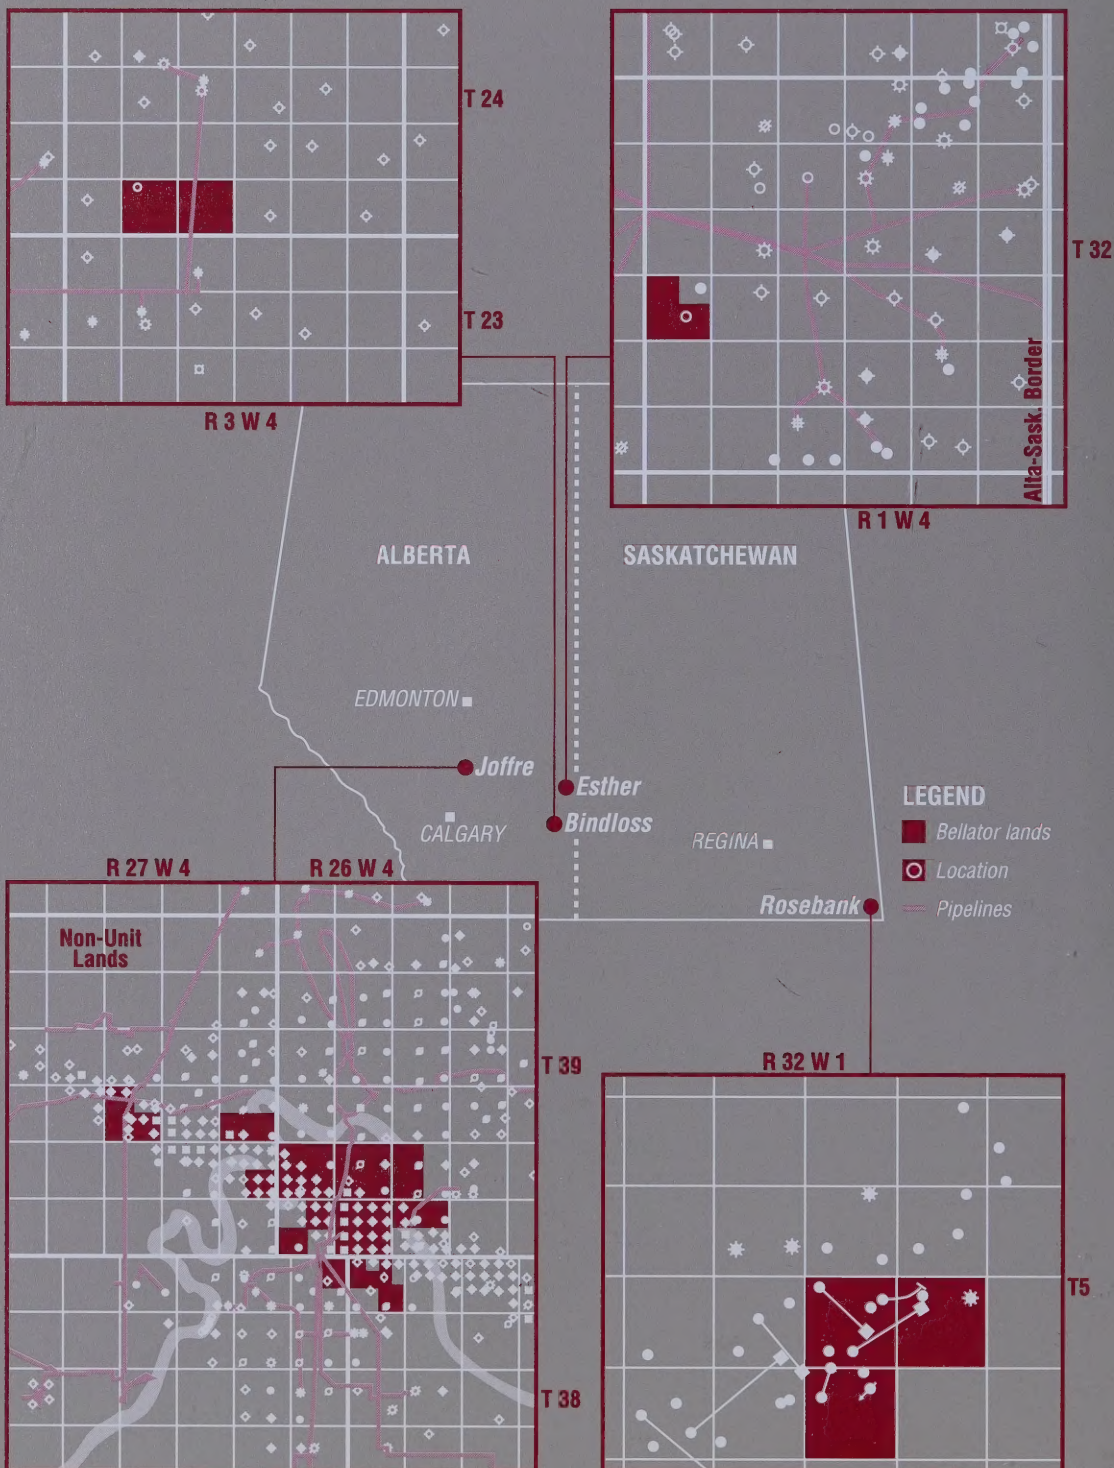 T 24
T 23
R 3 W 4
T 32
Alta-Sask. Border
R 1 W 4
ALBERTA
SASKATCHEWAN
EDMONTON
Joffre
Esther
CALGARY
Bindloss
REGINA
Rosebank
LEGEND
Bellator lands
Location
Pipelines
R 27 W 4
R 26 W 4
Non-Unit
Lands
T 39
T 38
R 32 W 1
T5